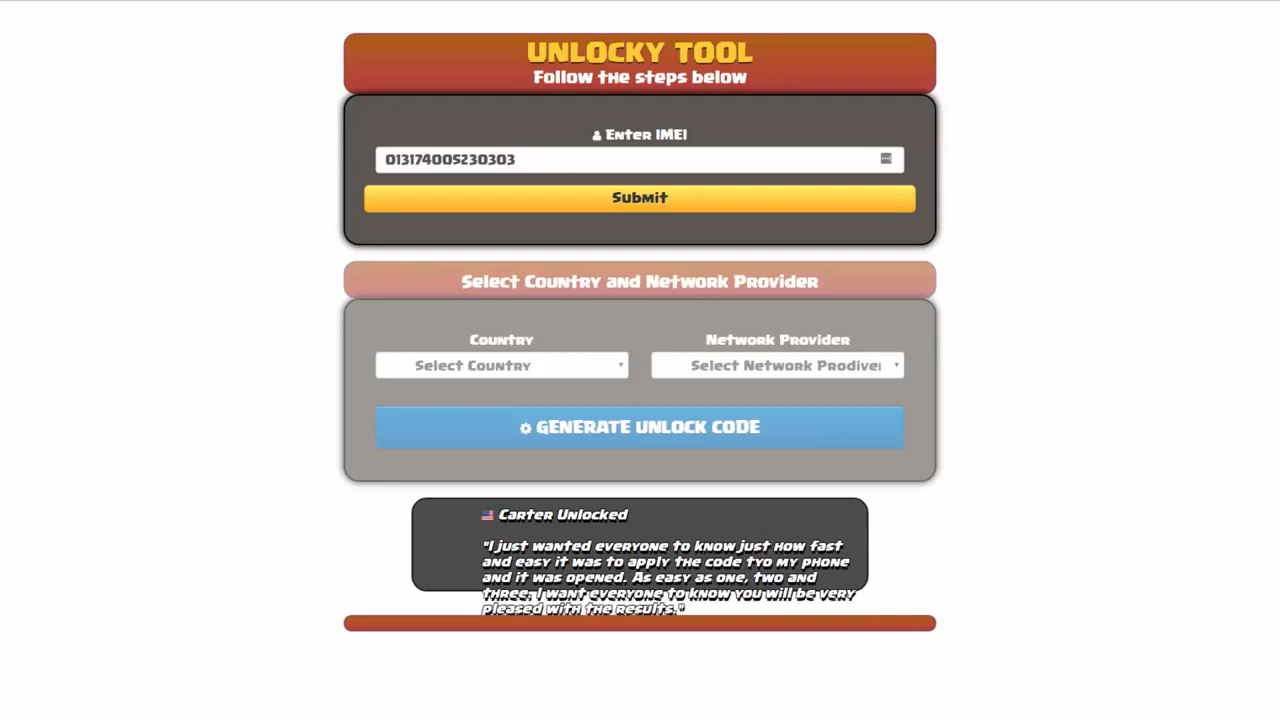 UNLOCKY TOOL
Follow the steps below
Enter IMEI
013174005230303
Submit
Select Country and Network Provider
Country
Network Provider
Select Country
Select Network Prodiver
GENERATE UNLOCK CODE
Carter Unlocked
"I just wanted everyone to know just how fast
and easy it was to apply the code tyo my phone
and it was opened. As easy as one, two and
three. I want everyone to know you will be very
pleased with the results."